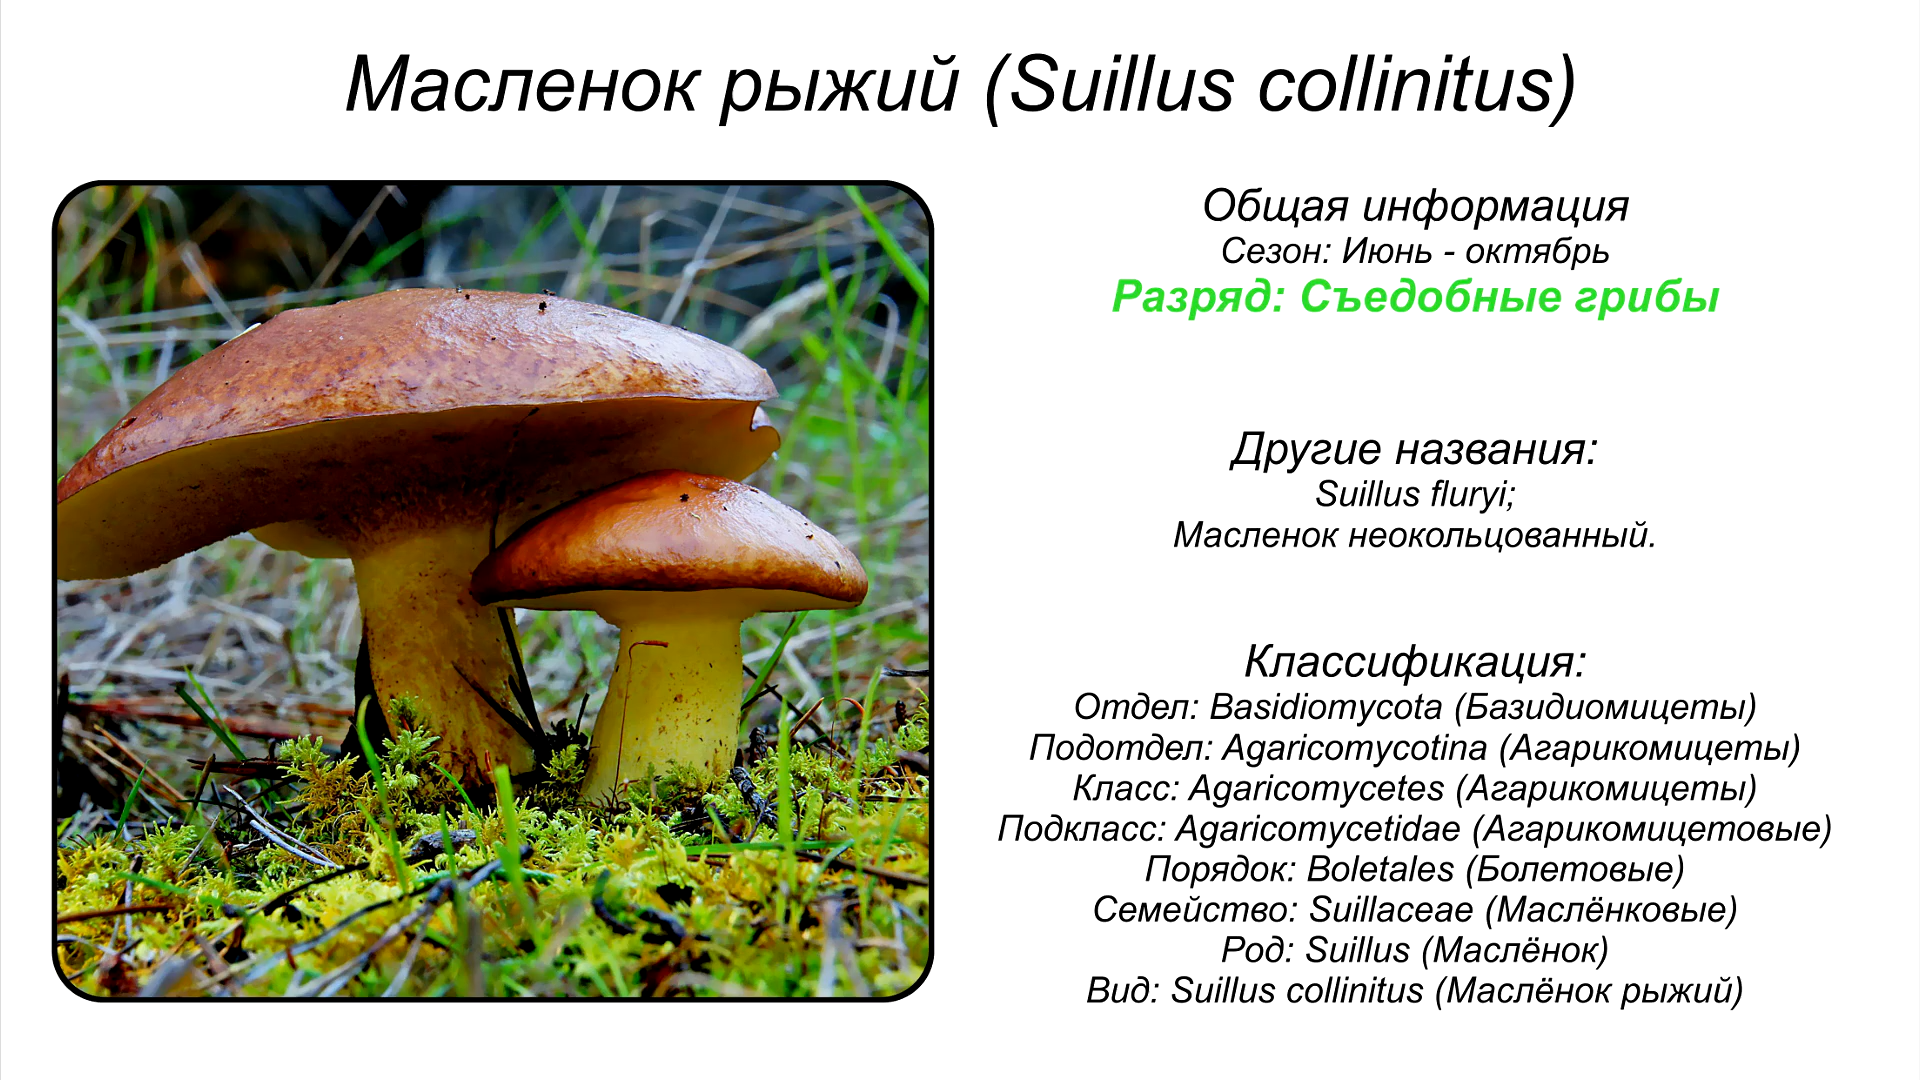 Масленок рыжий (Suillus collinitus)
Общая информация
Сезон: Июнь - октябрь
Разряд: Съедобные грибы
Другие названия:
Suillus fluryi;
Масленок неокольцованный.
Классификация:
Отдел: Basidiomycota (Базидиомицеты)
Подотдел: Agaricomycotina (Агарикомицеты)
Класс: Agaricomycetes (Агарикомицеты)
Подкласс: Agaricomycetidae (Агарикомицетовые)
Порядок: Boletales (Болетовые)
Семейство: Suillaceae (Маслёнковые)
Род: Suillus (Маслёнок)
Вид: Suillus collinitus (Маслёнок рыжий)